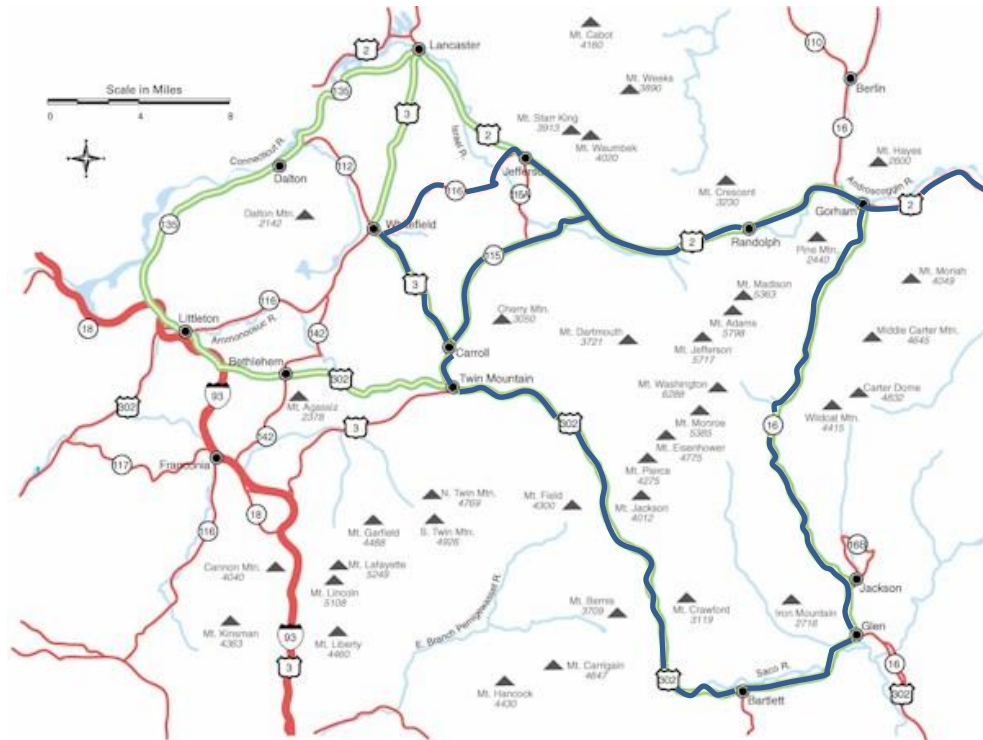 Mt. Cabot
4160
110
Lancaster
2
Scale in Miles
0
4
8
135
3
Mt. Weeks
3890
Berlin
16
Mt. Starr King
3913
2
Mt. Waumbek
4020
Israel R.
Connecticut R.
Dalton
112
Jefferson
Mt. Hayes
2600
116
115A
Mt. Crescent
3230
Androscoggin R.
Gorham
2
Dalton Mtn.
2142
135
Whitefield
Randolph
2
Pine Mtn.
2440
115
3
Mt. Madison
5363
Mt. Moriah
4049
116
Cherry Mtn.
3050
Mt. Adams
5798
18
Littleton
Ammonoosuc R.
142
Mt. Dartmouth
3721
Mt. Jefferson
5717
Middle Carter Mtn.
4645
Carroll
Bethlehem
302
Twin Mountain
Mt. Washington
6288
Carter Dome
4832
93
Mt. Agassiz
2378
302
Mt. Monroe
5385
Wildcat Mtn.
4415
302
3
16
142
Mt. Eisenhower
4775
117
Franconia
Mt. Pierce
4275
N. Twin Mtn.
4769
Mt. Field
4300
Mt. Jackson
4012
18
Mt. Garfield
4488
S. Twin Mtn.
4926
116
16B
Cannon Mtn.
4040
Mt. Lafayette
5249
Jackson
Mt. Lincoln
5108
E. Branch Pemigewasset R.
Mt. Bemis
3709
Mt. Crawford
3119
Iron Mountain
2716
Mt. Kinsman
4363
93
Mt. Liberty
4460
Glen
3
Mt. Carrigain
4647
Saco R.
16
Mt. Hancock
4430
302
Bartlett
302